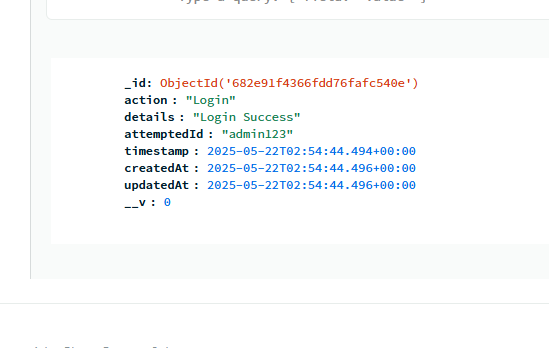 _id: ObjectId('682e91f4366fdd76fafc540e')
action : "Login"
details : "Login Success"
attemptedId : "admin123"
timestamp : 2025-05-22T02:54:44.494+00:00
createdAt : 2025-05-22T02:54:44.496+00:00
updatedAt : 2025-05-22T02:54:44.496+00:00
__v : 0